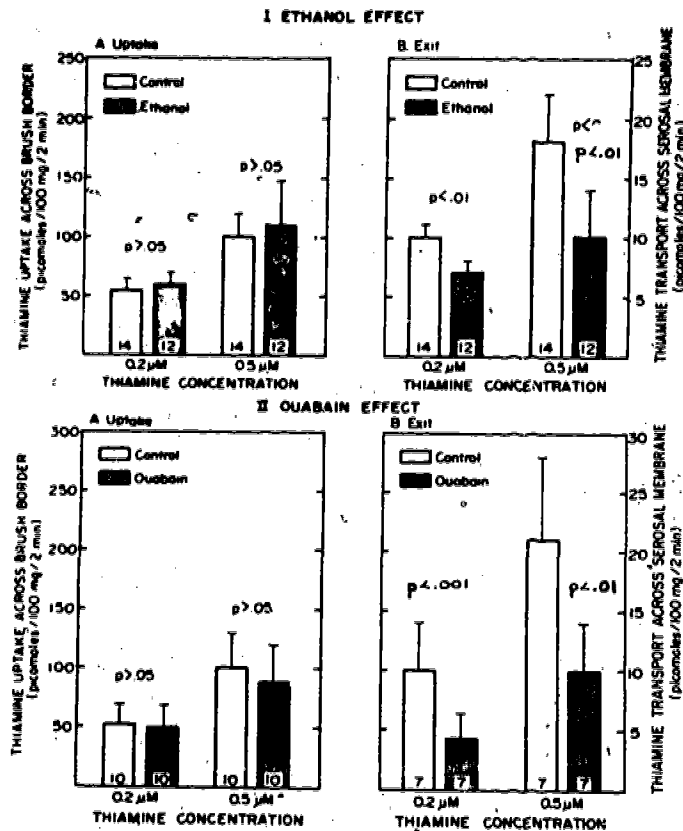 I ETHANOL EFFECT
A. Uptake
B. Exit
THIAMINE UPTAKE ACROSS BRUSH BORDER
(picomoles/100 mg/2 min)
250
200
150
100
50
Control
Ethanol
p>.05
p>.05
14
12
14
12
0.2 µM
0.5 µM
THIAMINE CONCENTRATION
Control
Ethanol
p<.01
p<.01
14
12
14
12
0.2 µM
0.5 µM
THIAMINE CONCENTRATION
25
20
15
10
5
THIAMINE TRANSPORT ACROSS SEROSAL MEMBRANE
(picomoles/100 mg/2 min)
II OUABAIN EFFECT
A Uptake
B Exit
THIAMINE UPTAKE ACROSS BRUSH BORDER
(picomoles/100 mg/2 min)
300
250
200
150
100
50
Control
Ouabain
p>.05
p>.05
10
10
10
10
0.2 µM
0.5 µM
THIAMINE CONCENTRATION
Control
Ouabain
p<.001
p<.01
7
7
7
7
0.2 µM
0.5 µM
THIAMINE CONCENTRATION
30
25
20
15
10
5
THIAMINE TRANSPORT ACROSS SEROSAL MEMBRANE
(picomoles/100 mg/2 min)